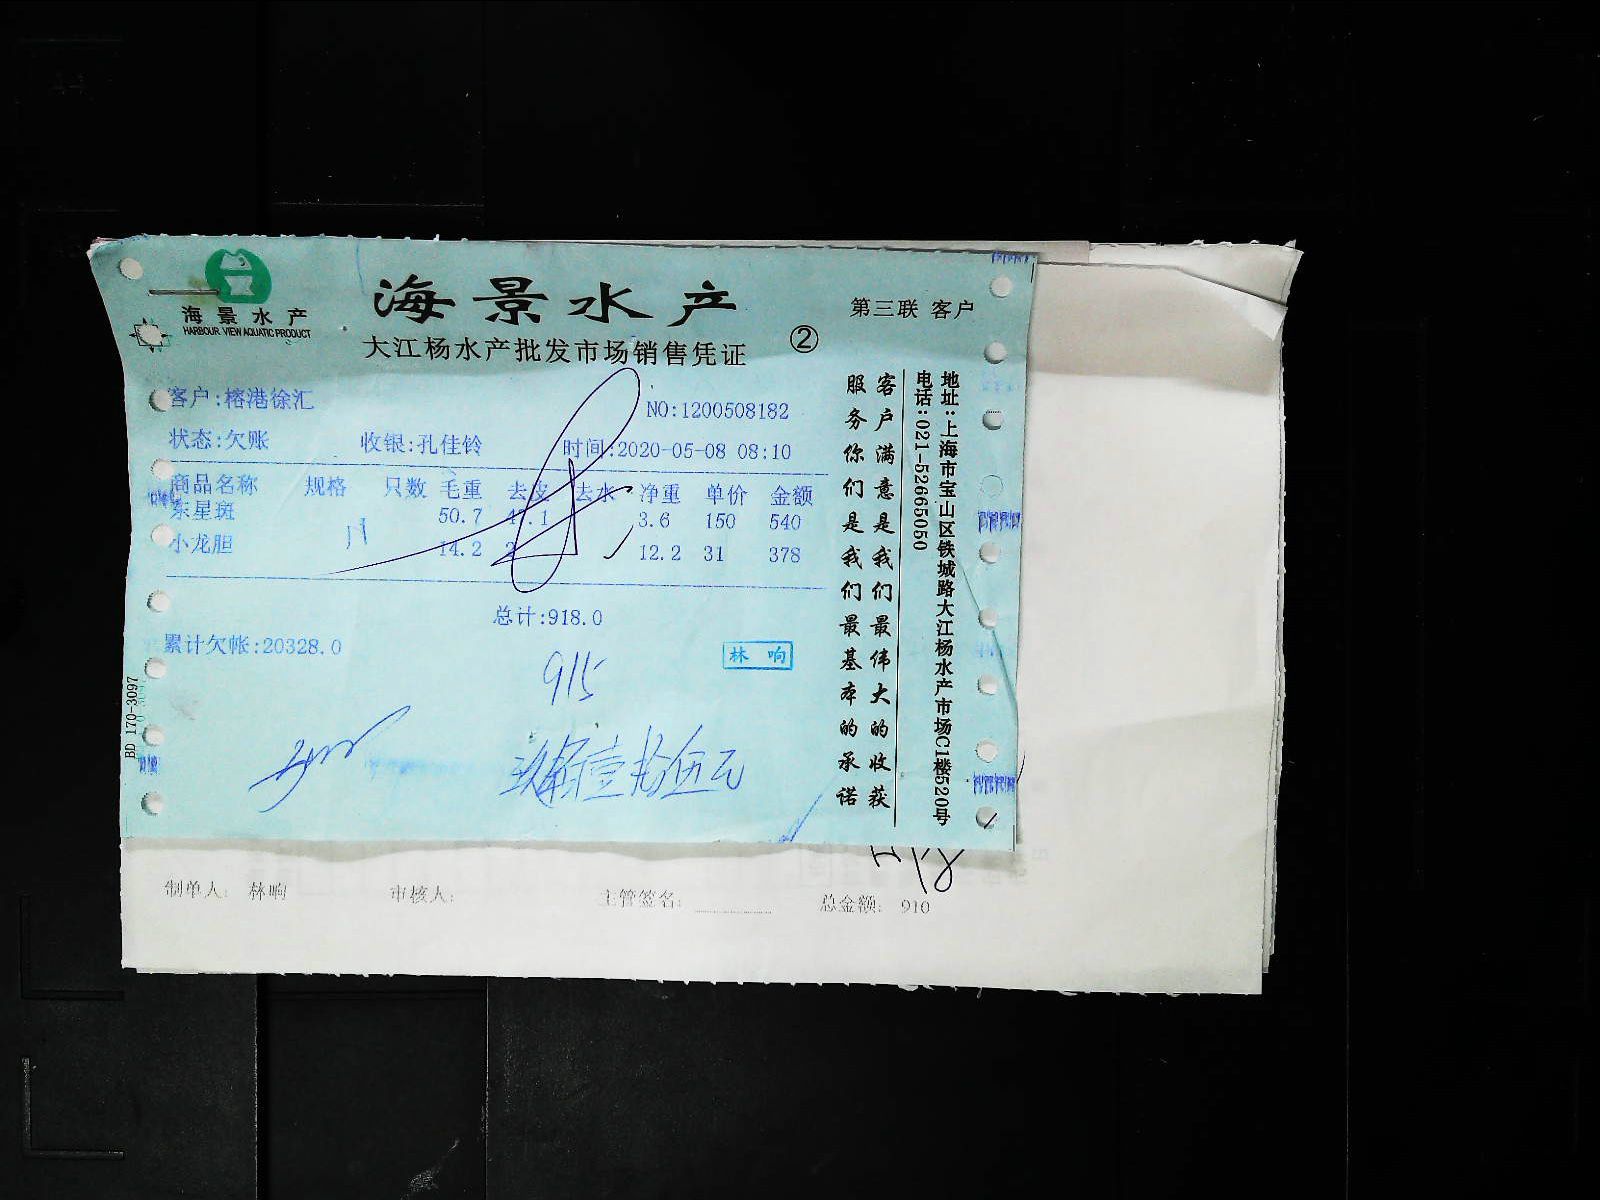 海景水产
HARBOUR VIEW AQUATIC PRODUCT
海景水产
大江杨水产批发市场销售凭证
②
第三联 客户
客户:榕港徐汇
NO:1200508182
状态:欠账 收银:孔佳铃 时间:2020-05-08 08:10
商品名称 规格 只数 毛重 去皮 去水 净重 单价 金额
东星斑 50.7 47.1 3.6 150 540
小龙胆 14.2 2 12.2 31 378
总计:918.0
累计欠帐:20328.0
林 响
915
玖佰壹拾伍元
客户满意是我们最伟大的收获
服务你们是我们最基本的承诺
地址:上海市宝山区铁城路大江杨水产市场C1楼520号
电话:021-52665050
BD 170-3097
制单人: 林响 审核人: 主管签名: 总金额: 910